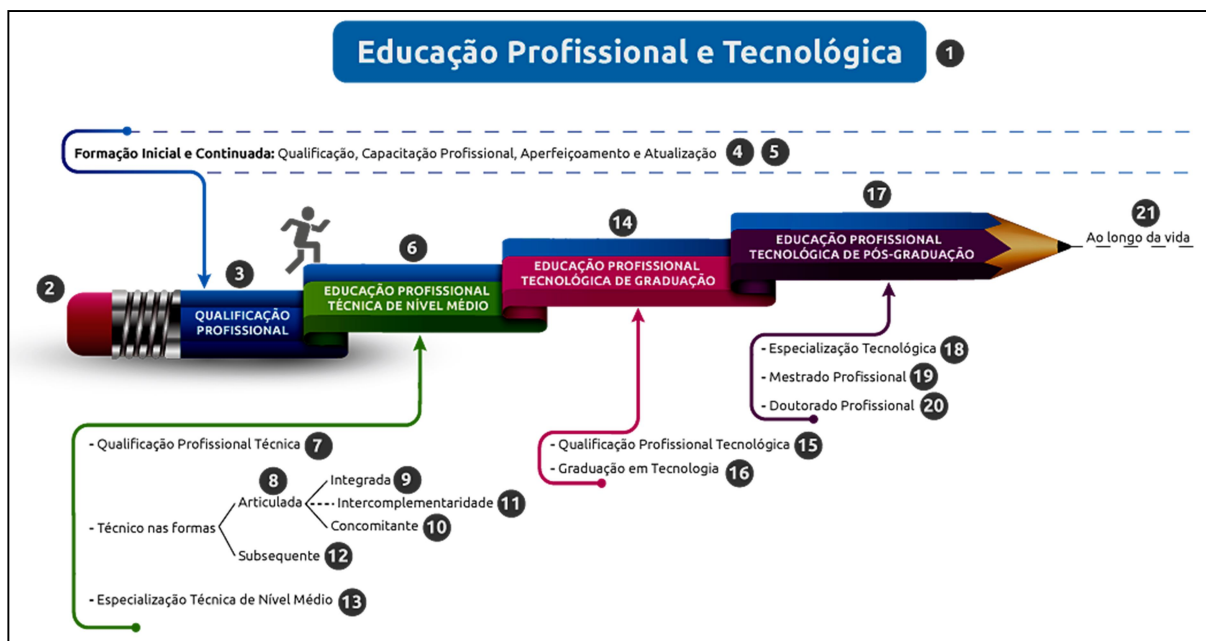 Educação Profissional e Tecnológica 1
Formação Inicial e Continuada: Qualificação, Capacitação Profissional, Aperfeiçoamento e Atualização 4 5
2
3
QUALIFICAÇÃO
PROFISSIONAL
6
EDUCAÇÃO PROFISSIONAL
TÉCNICA DE NÍVEL MÉDIO
14
EDUCAÇÃO PROFISSIONAL
TECNOLÓGICA DE GRADUAÇÃO
17
EDUCAÇÃO PROFISSIONAL
TECNOLÓGICA DE PÓS-GRADUAÇÃO
21
Ao longo da vida
- Qualificação Profissional Técnica 7
- Técnico nas formas
8
Articulada
Integrada 9
Intercomplementaridade 11
Concomitante 10
Subsequente 12
- Especialização Técnica de Nível Médio 13
- Qualificação Profissional Tecnológica 15
- Graduação em Tecnologia 16
- Especialização Tecnológica 18
- Mestrado Profissional 19
- Doutorado Profissional 20